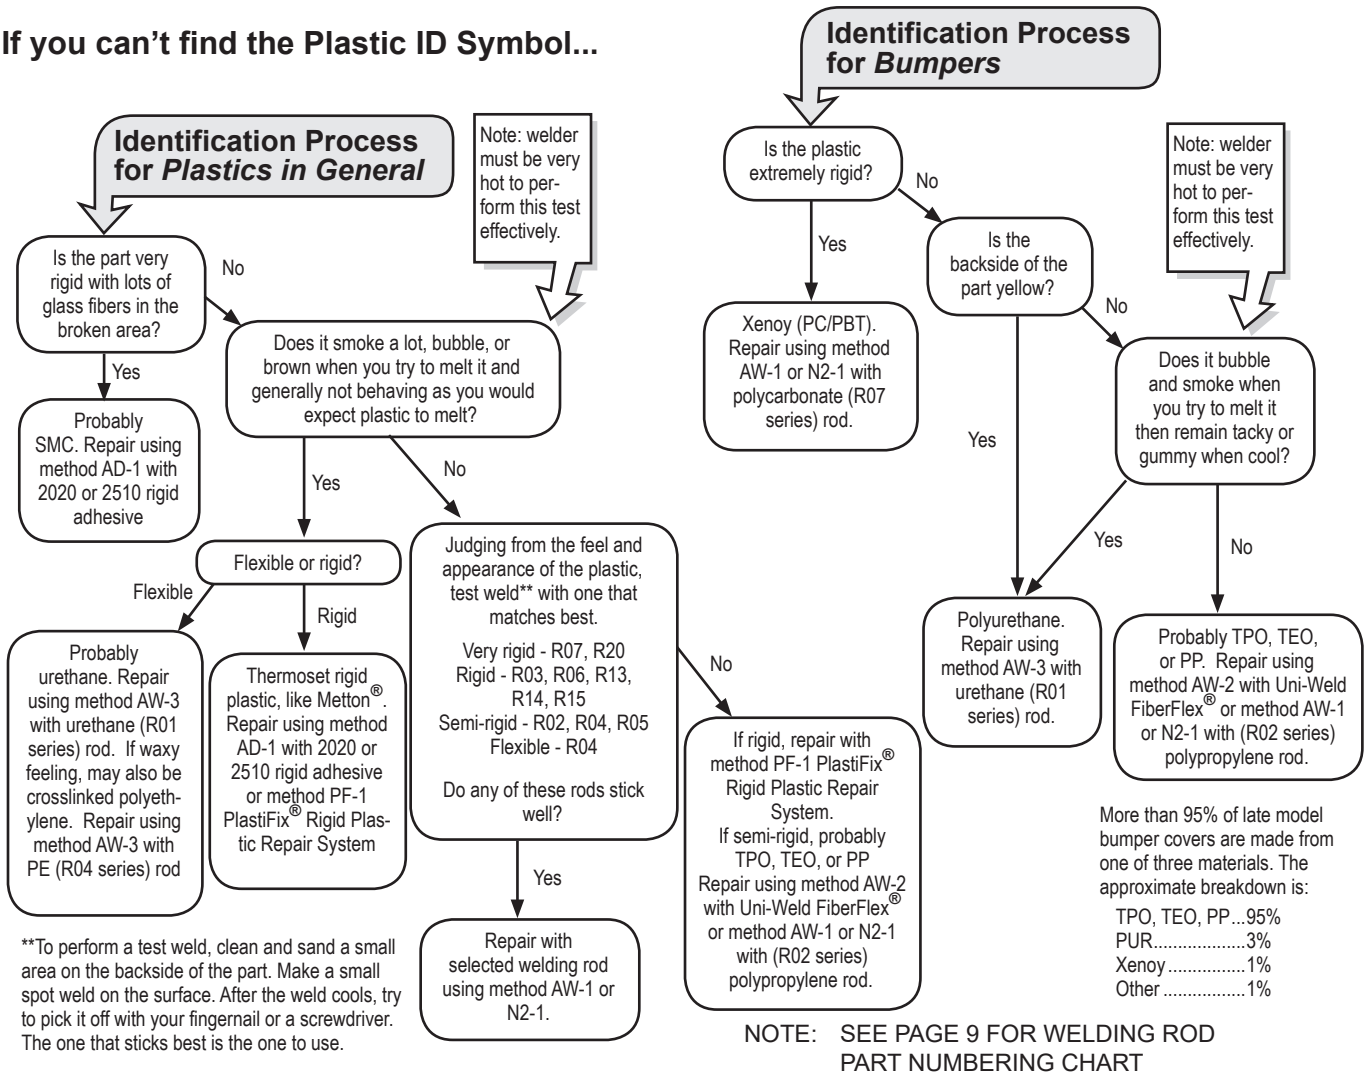 If you can't find the Plastic ID Symbol...
Identification Process
for Plastics in General
Note: welder
must be very
hot to per-
form this test
effectively.
Is the part very
rigid with lots of
glass fibers in the
broken area?
No
Yes
Probably
SMC. Repair using
method AD-1 with
2020 or 2510 rigid
adhesive
Does it smoke a lot, bubble, or
brown when you try to melt it and
generally not behaving as you would
expect plastic to melt?
Yes
No
Flexible or rigid?
Flexible
Rigid
Probably
urethane. Repair
using method AW-3
with urethane (R01
series) rod. If waxy
feeling, may also be
crosslinked polyeth-
ylene. Repair using
method AW-3 with
PE (R04 series) rod
Thermoset rigid
plastic, like Metton®.
Repair using method
AD-1 with 2020 or
2510 rigid adhesive
or method PF-1
PlastiFix® Rigid Plas-
tic Repair System
Judging from the feel and
appearance of the plastic,
test weld** with one that
matches best.
Very rigid - R07, R20
Rigid - R03, R06, R13,
R14, R15
Semi-rigid - R02, R04, R05
Flexible - R04
Do any of these rods stick
well?
No
Yes
Repair with
selected welding rod
using method AW-1 or
N2-1.
If rigid, repair with
method PF-1 PlastiFix®
Rigid Plastic Repair
System.
If semi-rigid, probably
TPO, TEO, or PP
Repair using method AW-2
with Uni-Weld FiberFlex®
or method AW-1 or N2-1
with (R02 series)
polypropylene rod.
**To perform a test weld, clean and sand a small
area on the backside of the part. Make a small
spot weld on the surface. After the weld cools, try
to pick it off with your fingernail or a screwdriver.
The one that sticks best is the one to use.
Identification Process
for Bumpers
Is the plastic
extremely rigid?
No
Yes
Xenoy (PC/PBT).
Repair using method
AW-1 or N2-1 with
polycarbonate (R07
series) rod.
Is the
backside of the
part yellow?
No
Yes
Note: welder
must be very
hot to per-
form this test
effectively.
Does it bubble
and smoke when
you try to melt it
then remain tacky or
gummy when cool?
Yes
No
Polyurethane.
Repair using
method AW-3 with
urethane (R01
series) rod.
Probably TPO, TEO,
or PP. Repair using
method AW-2 with Uni-Weld
FiberFlex® or method AW-1
or N2-1 with (R02 series)
polypropylene rod.
More than 95% of late model
bumper covers are made from
one of three materials. The
approximate breakdown is:
TPO, TEO, PP...95%
PUR...................3%
Xenoy................1%
Other .................1%
NOTE: SEE PAGE 9 FOR WELDING ROD
PART NUMBERING CHART